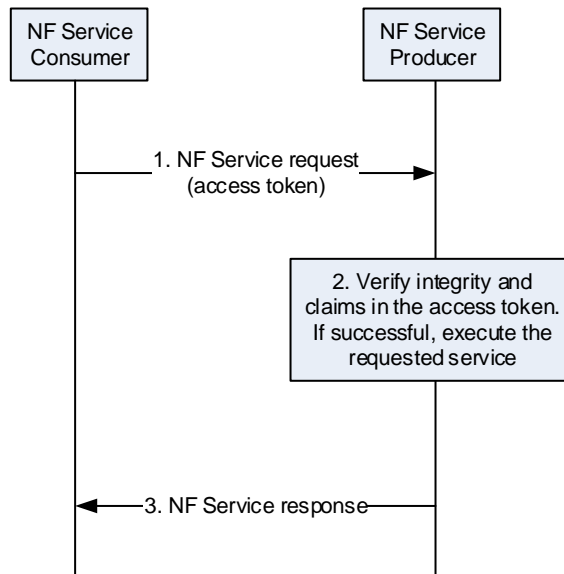 NF Service
Consumer
NF Service
Producer
1. NF Service request
(access token)
2. Verify integrity and
claims in the access token.
If successful, execute the
requested service
3. NF Service response